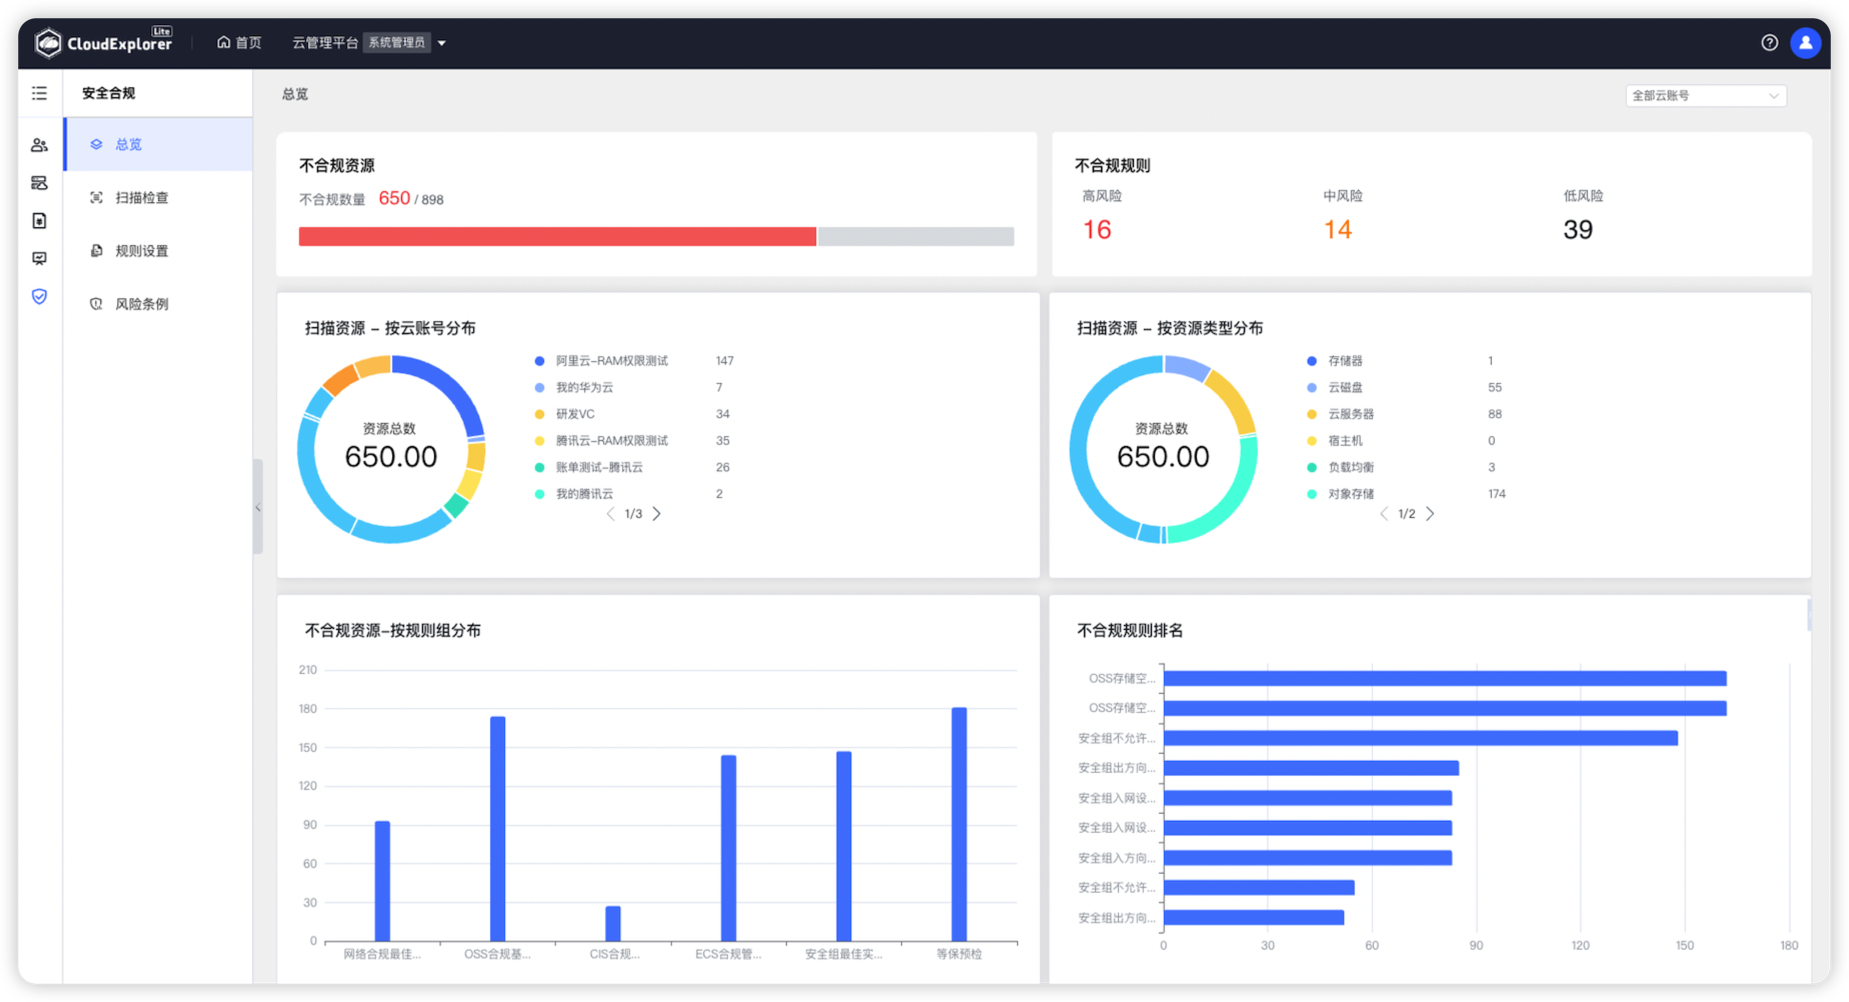 CloudExplorer Lite
首页
云管理平台 系统管理员
安全合规
总览
扫描检查
规则设置
风险条例
总览
全部云账号
不合规资源
不合规数量 650 / 898
不合规规则
高风险 中风险 低风险
16 14 39
扫描资源 – 按云账号分布
资源总数
650.00
阿里云–RAM权限测试 147
我的华为云 7
研发VC 34
腾讯云–RAM权限测试 35
账单测试–腾讯云 26
我的腾讯云 2
1/3
扫描资源 – 按资源类型分布
资源总数
650.00
存储器 1
云磁盘 55
云服务器 88
宿主机 0
负载均衡 3
对象存储 174
1/2
不合规资源–按规则组分布
210
180
150
120
90
60
30
0
网络合规最佳... OSS合规基... CIS合规... ECS合规管... 安全组最佳实... 等保预检
不合规规则排名
OSS存储空...
OSS存储空...
安全组不允许...
安全组出方向...
安全组入网设...
安全组入网设...
安全组入方向...
安全组不允许...
安全组出方向...
0 30 60 90 120 150 180